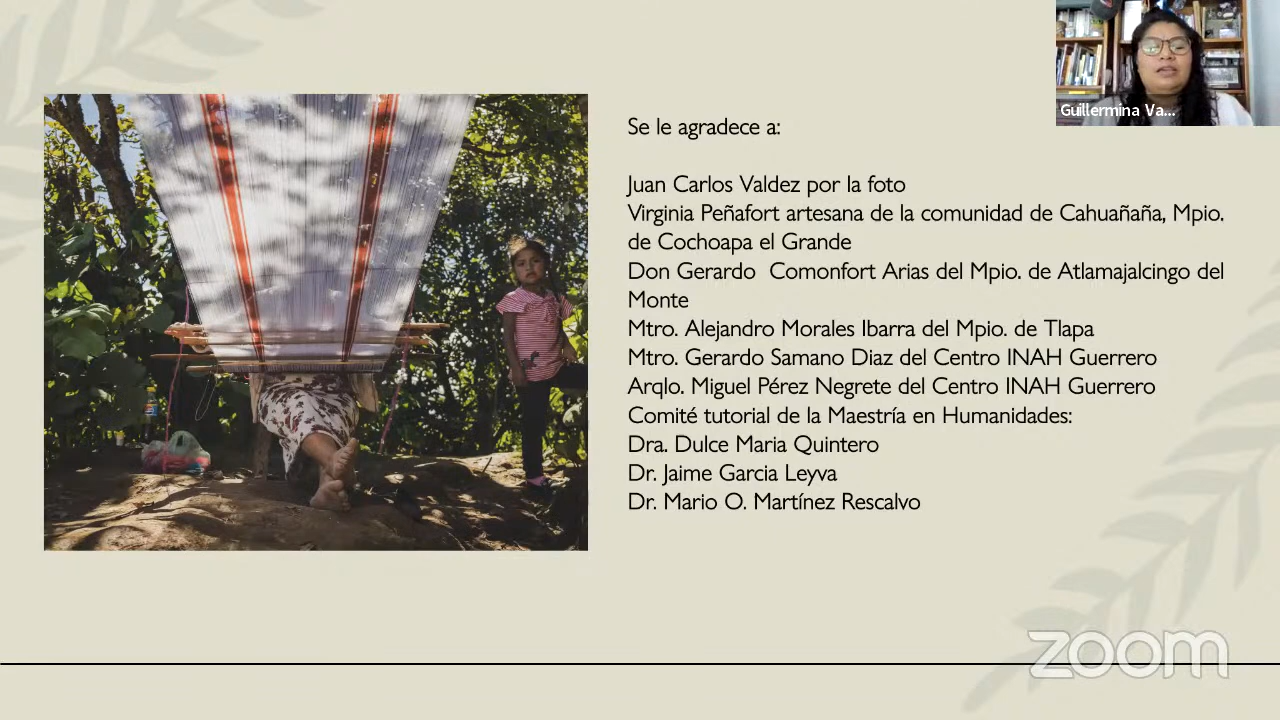 Guillermina Va...
Se le agradece a:
Juan Carlos Valdez por la foto
Virginia Peñafort artesana de la comunidad de Cahuañaña, Mpio.
de Cochoapa el Grande
Don Gerardo  Comonfort Arias del Mpio. de Atlamajalcingo del
Monte
Mtro. Alejandro Morales Ibarra del Mpio. de Tlapa
Mtro. Gerardo Samano Diaz del Centro INAH Guerrero
Arqlo. Miguel Pérez Negrete del Centro INAH Guerrero
Comité tutorial de la Maestría en Humanidades:
Dra. Dulce Maria Quintero
Dr. Jaime Garcia Leyva
Dr. Mario O. Martínez Rescalvo
zoom